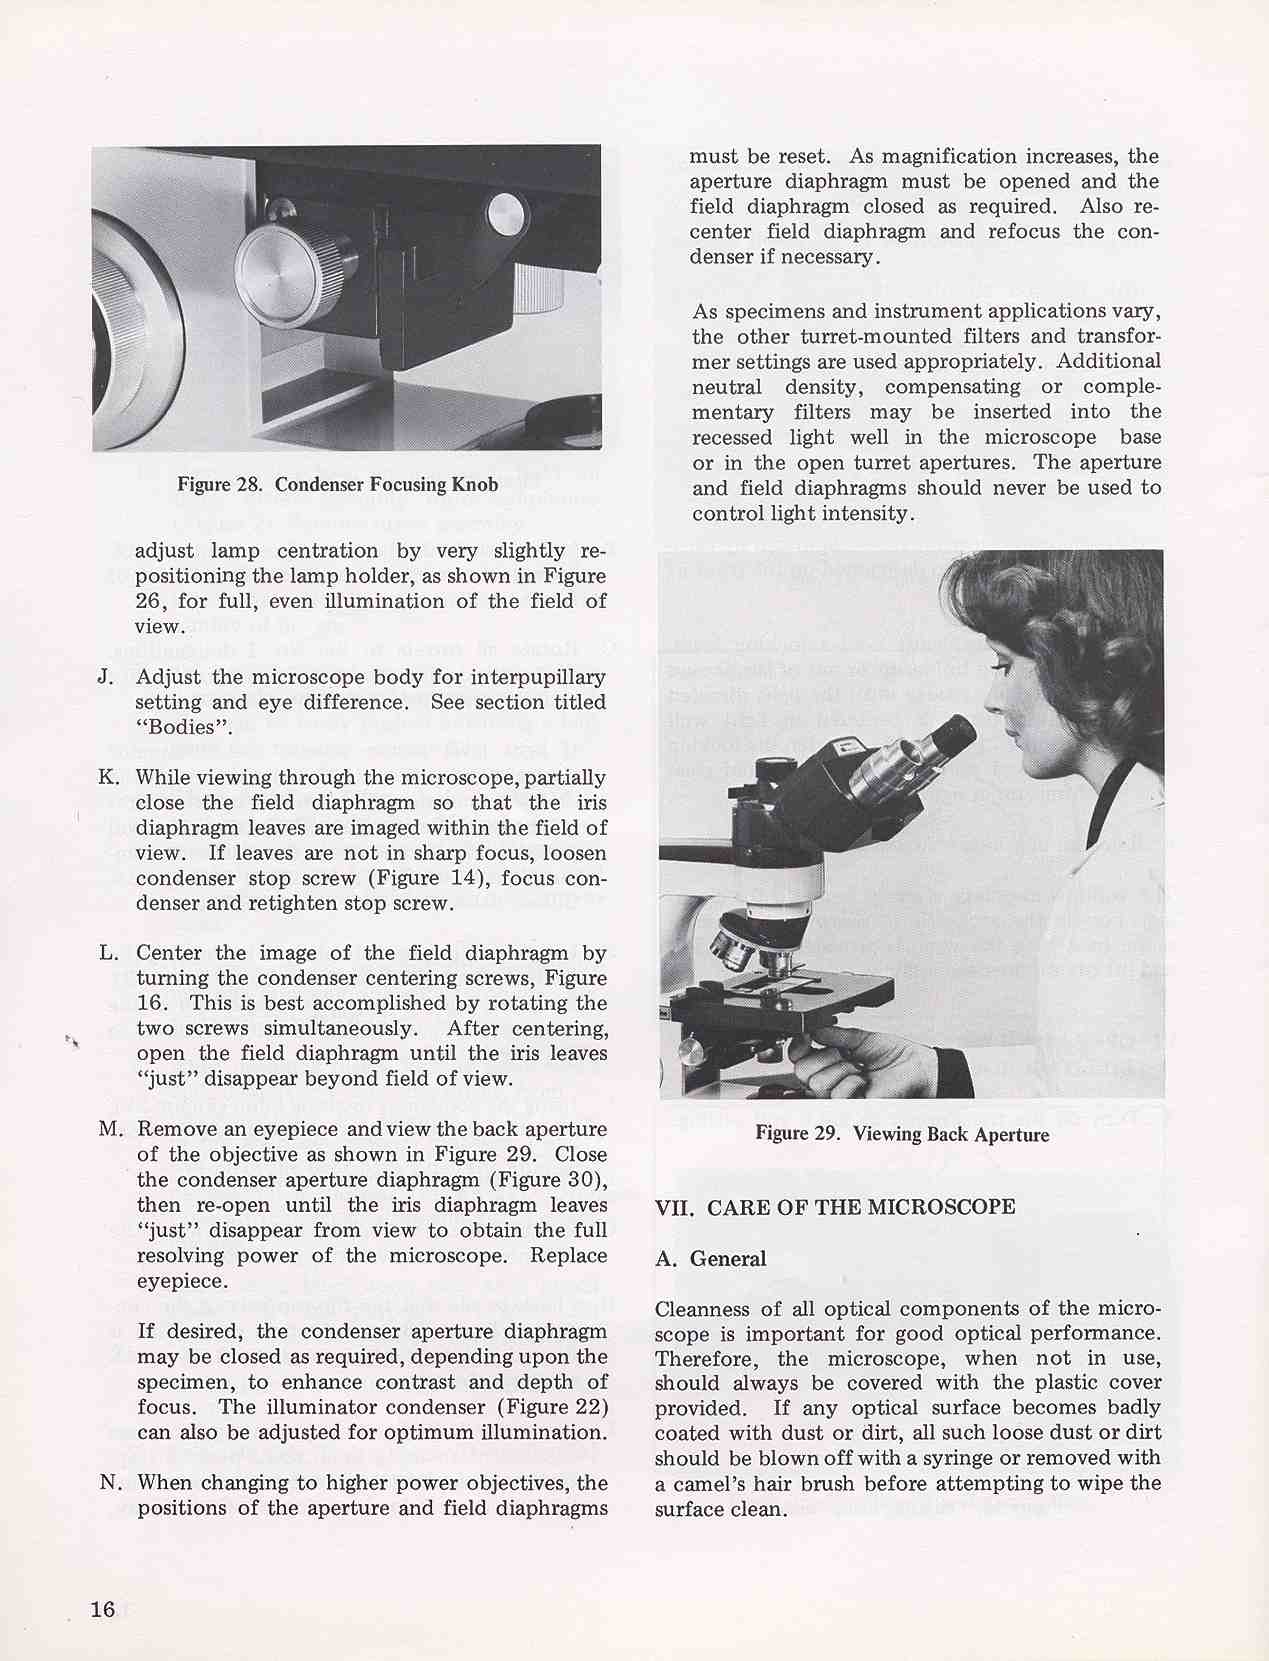 Figure 28. Condenser Focusing Knob
adjust lamp centration by very slightly re-
positioning the lamp holder, as shown in Figure
26, for full, even illumination of the field of
view.
J. Adjust the microscope body for interpupillary
setting and eye difference. See section titled
“Bodies”.
K. While viewing through the microscope, partially
close the field diaphragm so that the iris
diaphragm leaves are imaged within the field of
view. If leaves are not in sharp focus, loosen
condenser stop screw (Figure 14), focus con-
denser and retighten stop screw.
L. Center the image of the field diaphragm by
turning the condenser centering screws, Figure
16. This is best accomplished by rotating the
two screws simultaneously. After centering,
open the field diaphragm until the iris leaves
“just” disappear beyond field of view.
M. Remove an eyepiece and view the back aperture
of the objective as shown in Figure 29. Close
the condenser aperture diaphragm (Figure 30),
then re-open until the iris diaphragm leaves
“just” disappear from view to obtain the full
resolving power of the microscope. Replace
eyepiece.
If desired, the condenser aperture diaphragm
may be closed as required, depending upon the
specimen, to enhance contrast and depth of
focus. The illuminator condenser (Figure 22)
can also be adjusted for optimum illumination.
N. When changing to higher power objectives, the
positions of the aperture and field diaphragms
must be reset. As magnification increases, the
aperture diaphragm must be opened and the
field diaphragm closed as required. Also re-
center field diaphragm and refocus the con-
denser if necessary.
As specimens and instrument applications vary,
the other turret-mounted filters and transfor-
mer settings are used appropriately. Additional
neutral density, compensating or comple-
mentary filters may be inserted into the
recessed light well in the microscope base
or in the open turret apertures. The aperture
and field diaphragms should never be used to
control light intensity.
Figure 29. Viewing Back Aperture
VII. CARE OF THE MICROSCOPE
A. General
Cleanness of all optical components of the micro-
scope is important for good optical performance.
Therefore, the microscope, when not in use,
should always be covered with the plastic cover
provided. If any optical surface becomes badly
coated with dust or dirt, all such loose dust or dirt
should be blown off with a syringe or removed with
a camel’s hair brush before attempting to wipe the
surface clean.
16